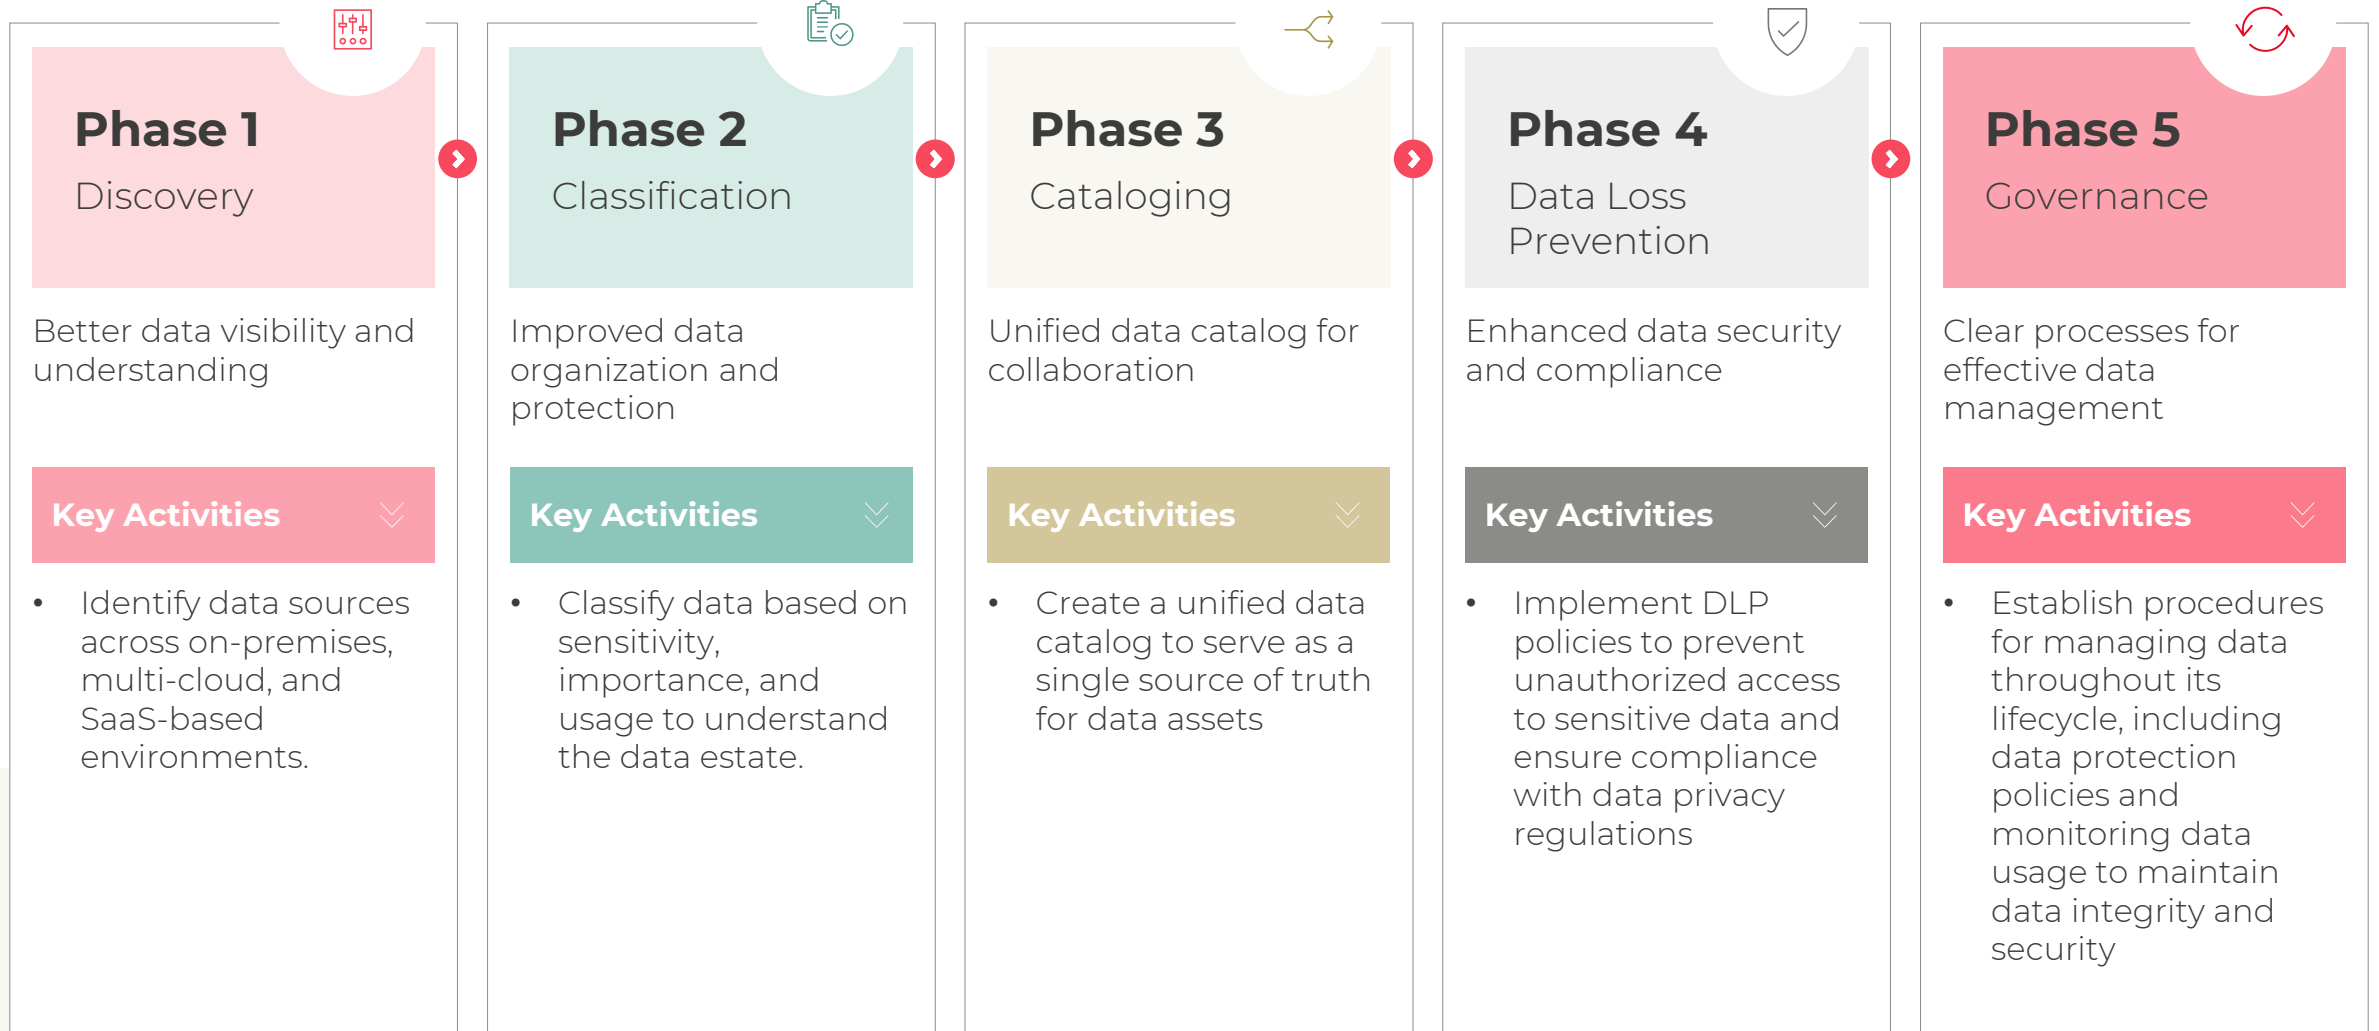 Phase 1
Discovery
Better data visibility and
understanding
Key Activities
• Identify data sources
across on-premises,
multi-cloud, and
SaaS-based
environments.
Phase 2
Classification
Improved data
organization and
protection
Key Activities
• Classify data based on
sensitivity,
importance, and
usage to understand
the data estate.
Phase 3
Cataloging
Unified data catalog for
collaboration
Key Activities
• Create a unified data
catalog to serve as a
single source of truth
for data assets
Phase 4
Data Loss
Prevention
Enhanced data security
and compliance
Key Activities
• Implement DLP
policies to prevent
unauthorized access
to sensitive data and
ensure compliance
with data privacy
regulations
Phase 5
Governance
Clear processes for
effective data
management
Key Activities
• Establish procedures
for managing data
throughout its
lifecycle, including
data protection
policies and
monitoring data
usage to maintain
data integrity and
security